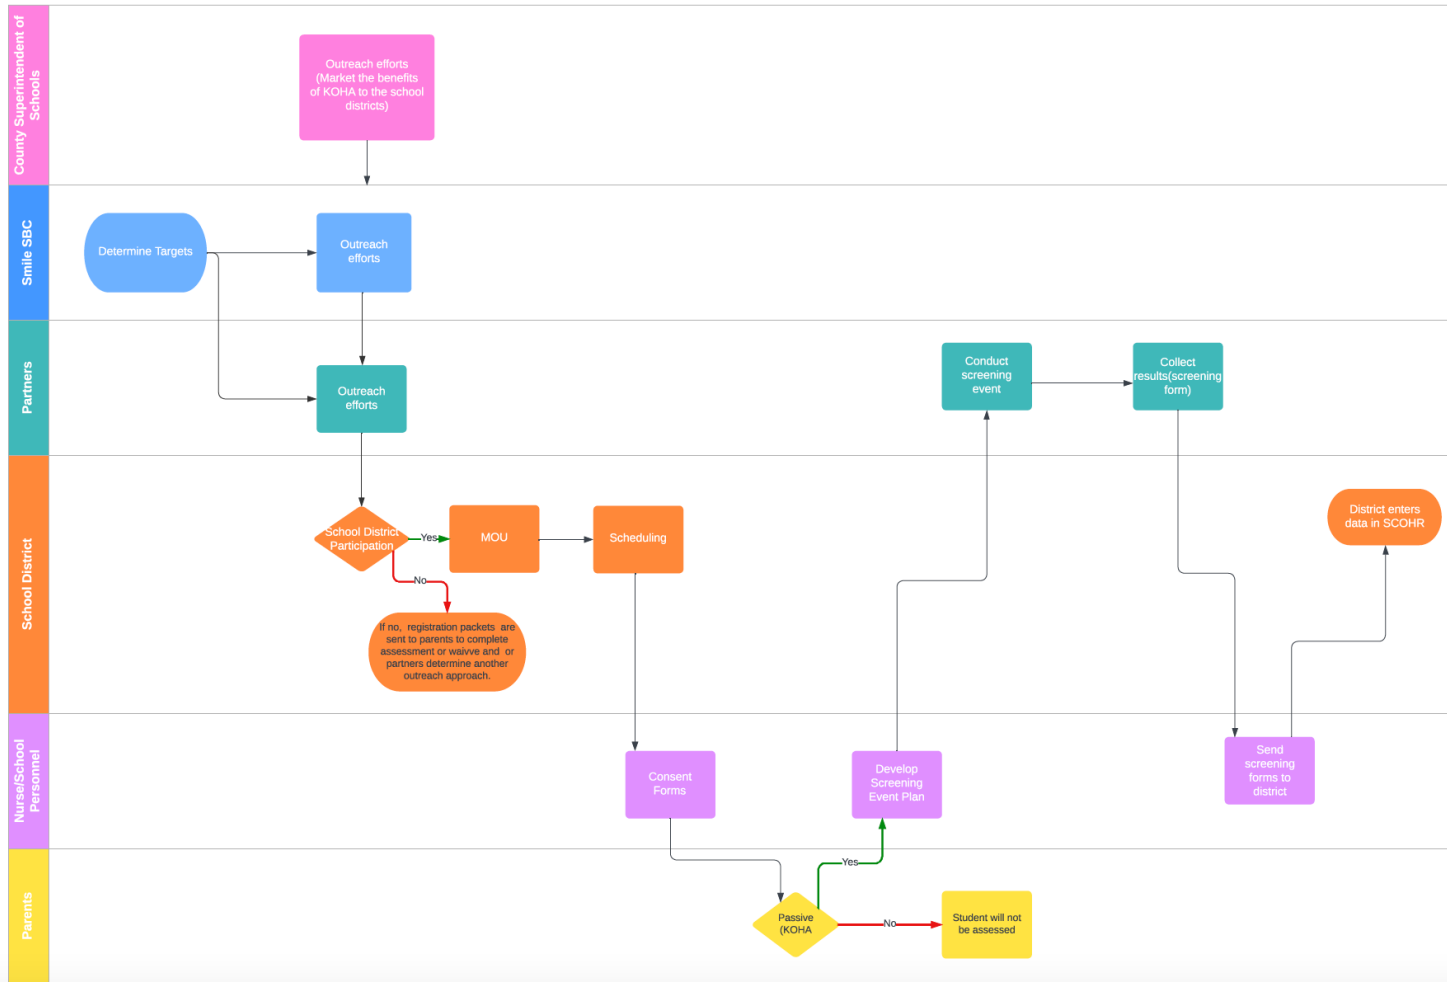 County Superintendent of
Schools
Outreach efforts
(Market the benefits
of KOHA to the school
districts)
Smile SBC
Determine Targets
Outreach
efforts
Partners
Outreach
efforts
Conduct
screening
event
Collect
results(screening
form)
School District
School District
Participation
Yes
MOU
Scheduling
No
If no, registration packets are
sent to parents to complete
assessment or waivve and or
partners determine another
outreach approach.
District enters
data in SCOHR
Nurse/School
Personnel
Consent
Forms
Develop
Screening
Event Plan
Send
screening
forms to
district
Parents
Passive
(KOHA
Yes
No
Student will not
be assessed